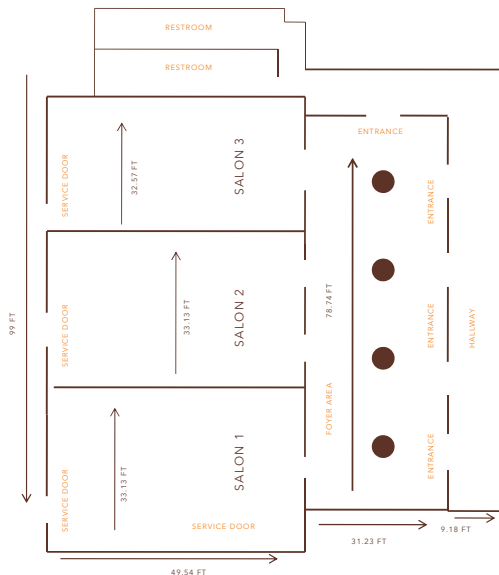 RESTROOM
RESTROOM
ENTRANCE
SERVICE DOOR
32.57 FT
SALON 3
ENTRANCE
99 FT
SERVICE DOOR
33.13 FT
SALON 2
78.74 FT
ENTRANCE
HALLWAY
FOYER AREA
SERVICE DOOR
33.13 FT
SALON 1
SERVICE DOOR
ENTRANCE
9.18 FT
31.23 FT
49.54 FT